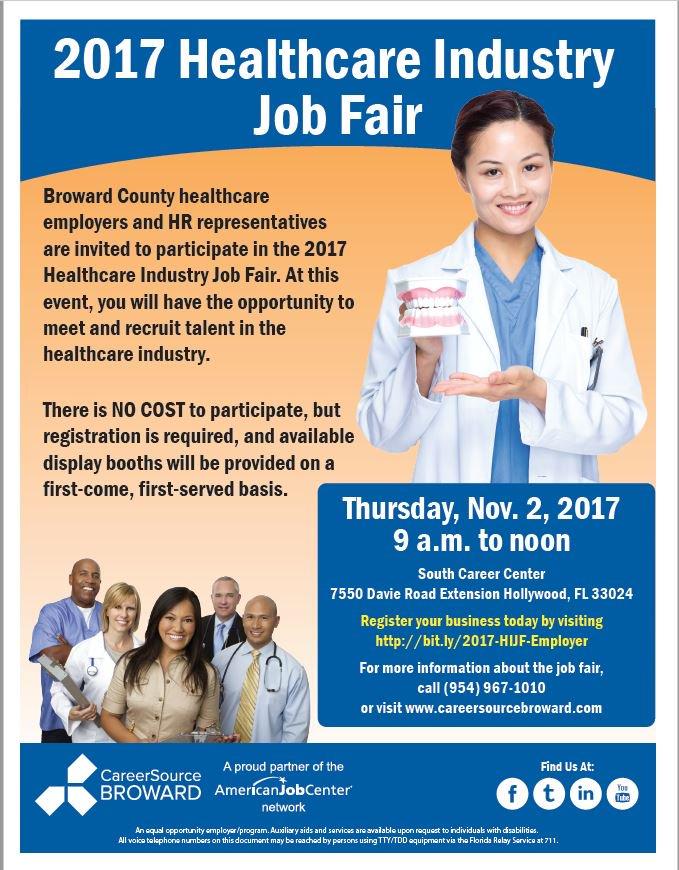 2017 Healthcare Industry
Job Fair
Broward County healthcare
employers and HR representatives
are invited to participate in the 2017
Healthcare Industry Job Fair. At this
event, you will have the opportunity to
meet and recruit talent in the
healthcare industry.
There is NO COST to participate, but
registration is required, and available
display booths will be provided on a
first-come, first-served basis.
Thursday, Nov. 2, 2017
9 a.m. to noon
South Career Center
7550 Davie Road Extension Hollywood, FL 33024
Register your business today by visiting
http://bit.ly/2017-HIJF-Employer
For more information about the job fair,
call (954) 967-1010
or visit www.careersourcebroward.com
CareerSource
BROWARD
A proud partner of the
AmericanJobCenter
network
Find Us At:
f t in You Tube
An equal opportunity employer/program. Auxiliary aids and services are available upon request to individuals with disabilities.
All voice telephone numbers on this document may be reached by persons using TTY/TDD equipment via the Florida Relay Service at 711.